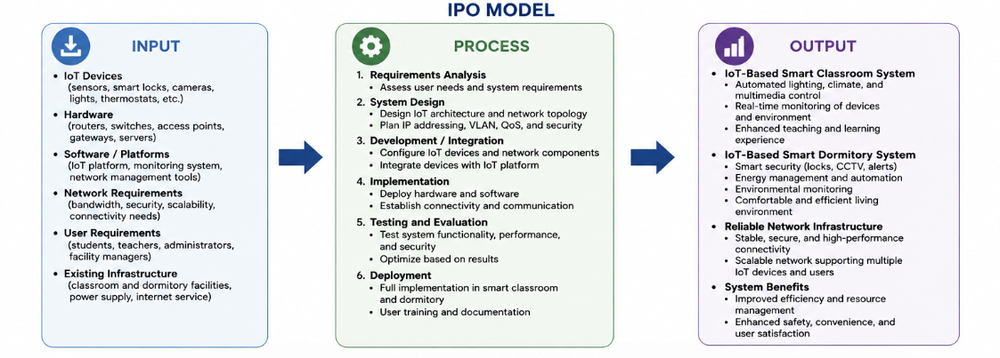 IPO MODEL
INPUT
• IoT Devices
(sensors, smart locks, cameras,
lights, thermostats, etc.)
• Hardware
(routers, switches, access points,
gateways, servers)
• Software / Platforms
(IoT platform, monitoring system,
network management tools)
• Network Requirements
(bandwidth, security, scalability,
connectivity needs)
• User Requirements
(students, teachers, administrators,
facility managers)
• Existing Infrastructure
(classroom and dormitory facilities,
power supply, internet service)
PROCESS
1. Requirements Analysis
• Assess user needs and system requirements
2. System Design
• Design IoT architecture and network topology
• Plan IP addressing, VLAN, QoS, and security
3. Development / Integration
• Configure IoT devices and network components
• Integrate devices with IoT platform
4. Implementation
• Deploy hardware and software
• Establish connectivity and communication
5. Testing and Evaluation
• Test system functionality, performance,
and security
• Optimize based on results
6. Deployment
• Full implementation in smart classroom
and dormitory
• User training and documentation
OUTPUT
• IoT-Based Smart Classroom System
• Automated lighting, climate, and
multimedia control
• Real-time monitoring of devices
and environment
• Enhanced teaching and learning
experience
• IoT-Based Smart Dormitory System
• Smart security (locks, CCTV, alerts)
• Energy management and automation
• Environmental monitoring
• Comfortable and efficient living
environment
• Reliable Network Infrastructure
• Stable, secure, and high-performance
connectivity
• Scalable network supporting multiple
IoT devices and users
• System Benefits
• Improved efficiency and resource
management
• Enhanced safety, convenience, and
user satisfaction